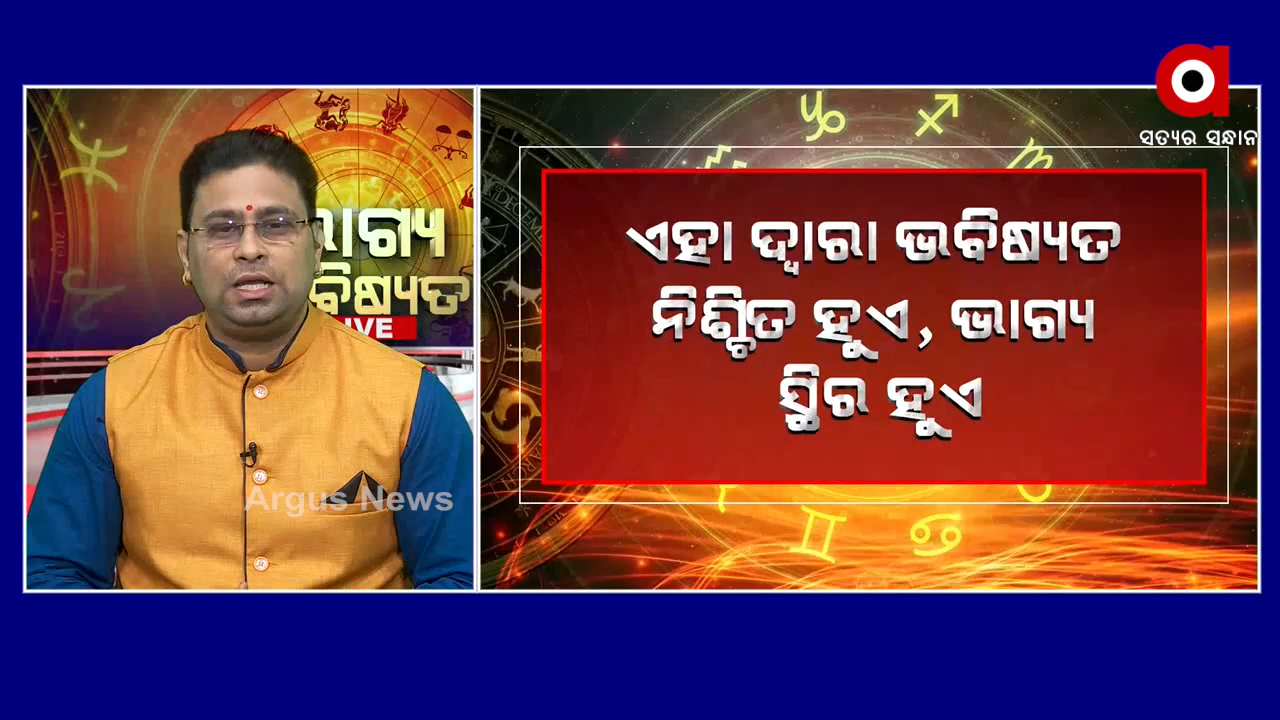 ସତ୍ୟର ସନ୍ଧାନ
ଭାଗ୍ୟ
ଭବିଷ୍ୟତ
LIVE
Argus News
ଏହା ଦ୍ୱାରା ଭବିଷ୍ୟତ
ନିଶ୍ଚିତ ହୁଏ, ଭାଗ୍ୟ
ସ୍ଥିର ହୁଏ